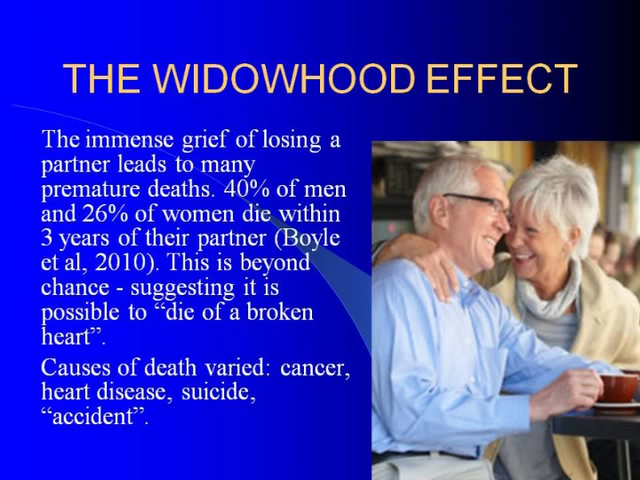 THE WIDOWHOOD EFFECT
The immense grief of losing a
partner leads to many
premature deaths. 40% of men
and 26% of women die within
3 years of their partner (Boyle
et al, 2010). This is beyond
chance - suggesting it is
possible to “die of a broken
heart”.
Causes of death varied: cancer,
heart disease, suicide,
“accident”.